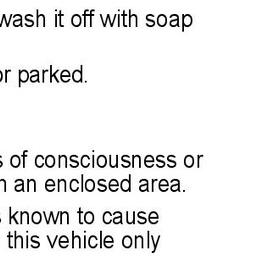 wash it off with soap
or parked.
of consciousness or
an enclosed area.
known to cause
this vehicle only